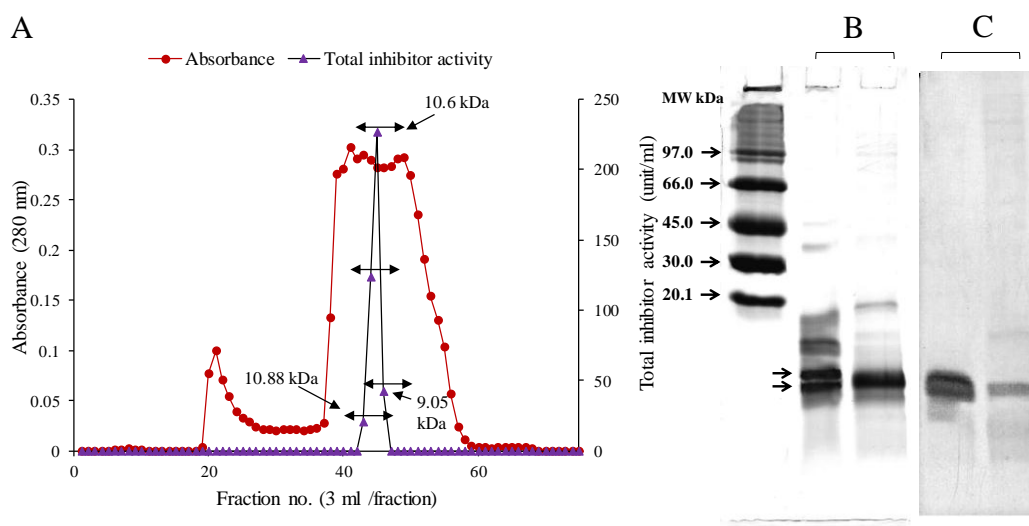 A
B
C
Absorbance
Total inhibitor activity
0.35
0.3
0.25
0.2
0.15
0.1
0.05
0
Absorbance (280 nm)
250
200
150
100
50
0
Total inhibitor activity (unit/ml)
10.6 kDa
10.88 kDa
9.05
kDa
0
20
40
60
Fraction no. (3 ml /fraction)
MW kDa
97.0
66.0
45.0
30.0
20.1